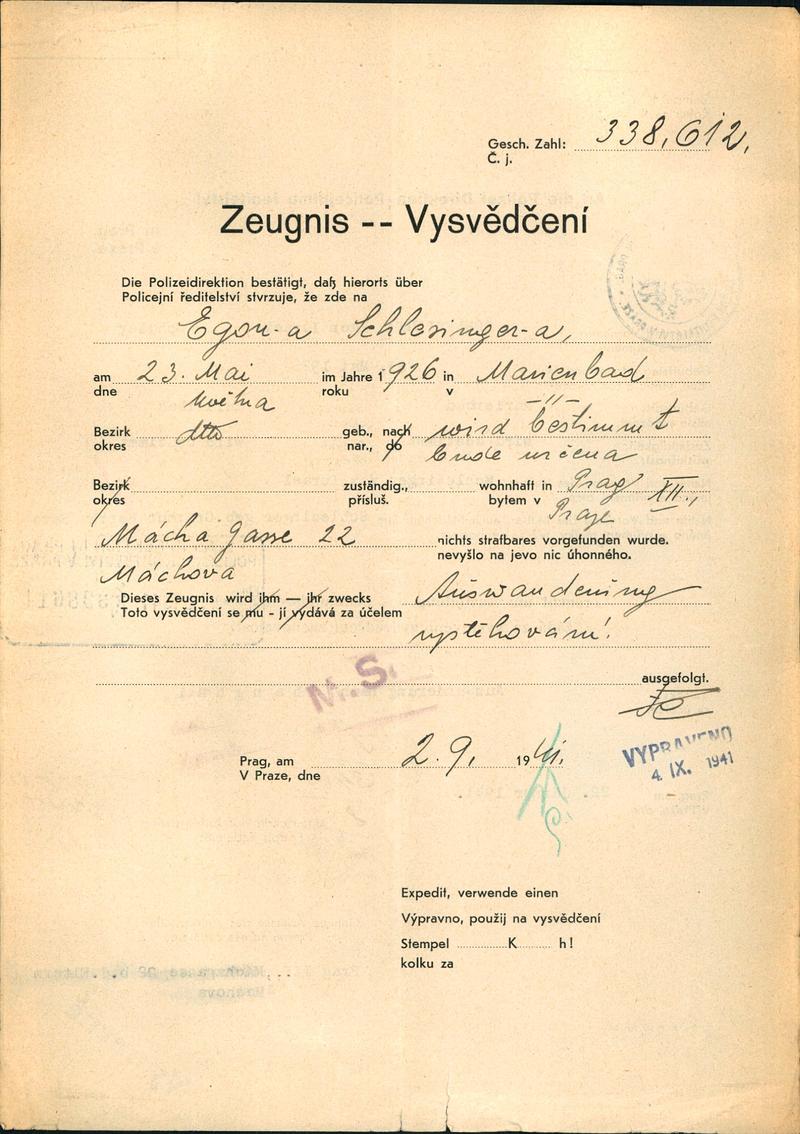 Gesch. Zahl: 338.612.
Č. j.
Zeugnis -- Vysvědčení
Die Polizeidirektion bestätigt, daß hierorts über
Policejní ředitelství stvrzuje, že zde na
Egon-a Schlesinger-a,
am 23. Mai im Jahre 1926 in Marienbad
dne května roku v -"-
Bezirk dtto geb., nach wird bestimmt
okres nar., do bude určena
Bezirk zuständig., wohnhaft in Prag XII.,
okres přísluš. bytem v Praze
Mácha Gasse 22 nichts strafbares vorgefunden wurde.
Máchova nevyšlo na jevo nic úhonného.
Dieses Zeugnis wird ihm — ihr zwecks Auswanderung
Toto vysvědčení se mu - jí vydává za účelem vystěhování.
ausgefolgt.
M.S.
Prag, am 2.9. 1941.
V Praze, dne
VYPRAVENO
4. IX. 1941
Expedit, verwende einen
Výpravno, použij na vysvědčení
Stempel K h!
kolku za